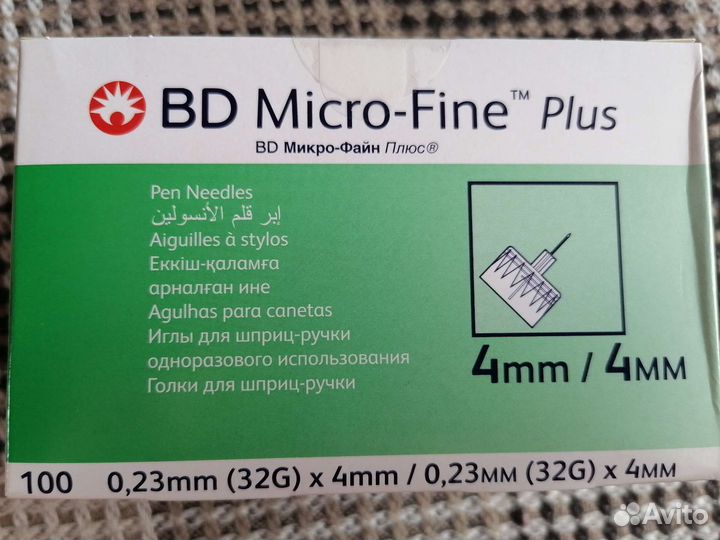 BD Micro-Fine™ Plus
BD Микро-Файн Плюс®
Pen Needles
إبر قلم الأنسولين
Aiguilles à stylos
Еккіш-қаламға
арналған ине
Agulhas para canetas
Иглы для шприц-ручки
одноразового использования
Голки для шприц-ручки
4mm / 4мм
100 0,23mm (32G) x 4mm / 0,23мм (32G) x 4мм
Avito